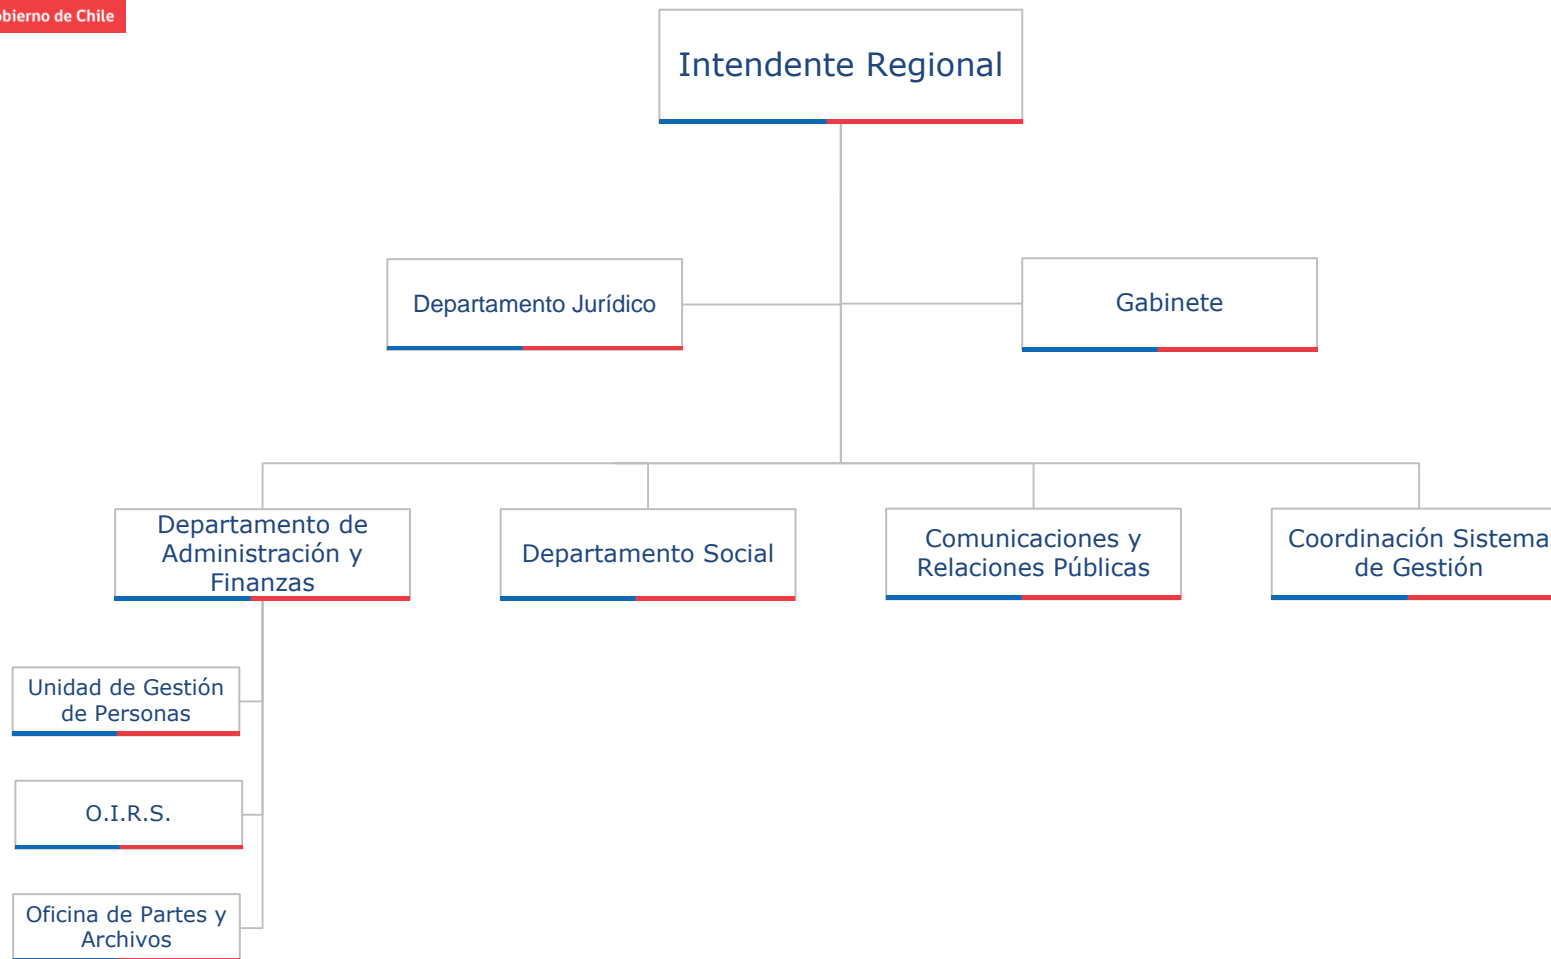 obierno de Chile
Intendente Regional
Departamento Jurídico
Gabinete
Departamento de
Administración y
Finanzas
Departamento Social
Comunicaciones y
Relaciones Públicas
Coordinación Sistema
de Gestión
Unidad de Gestión
de Personas
O.I.R.S.
Oficina de Partes y
Archivos